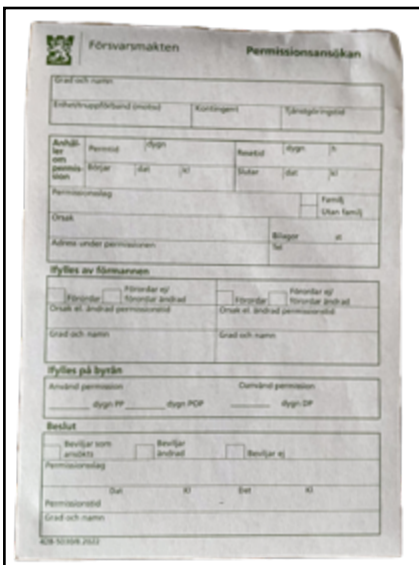 Försvarsmakten Permissionsansökan
Grad och namn
Enhet/truppförband (motsv) Kontingent Tjänstgöringstid
Anhål-
ler
om
permis-
sion
Permtid dygn Restid dygn h
Börjar dat kl Slutar dat kl
Permissionsslag
Familj
Utan familj
Orsak
Bilagor st
Adress under permissionen Tel
Ifylles av förmannen
Förordar Förordar ej/ förordar ändrad Förordar Förordar ej/ förordar ändrad
Orsak el. ändrad permissionstid Orsak el. ändrad permissionstid
Grad och namn Grad och namn
Ifylles på byrån
Använd permission Oanvänd permission
dygn PP dygn POP dygn DP
Beslut
Beviljar som ansökts Beviljar ändrad Beviljar ej
Permissionsslag
Dat Kl Dat Kl
Permissionstid -
Grad och namn